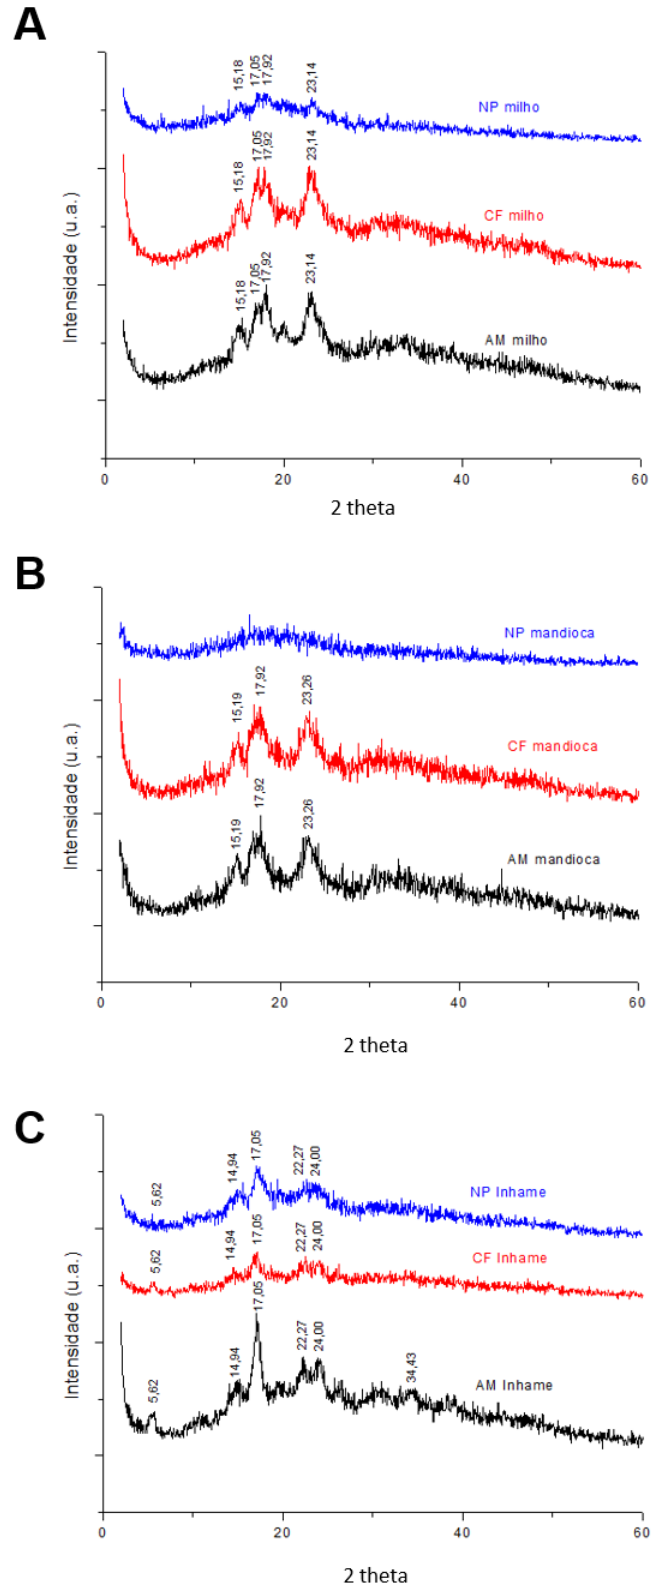 A
15,18
17,05
17,92
23,14
NP milho
15,18
17,05
17,92
23,14
CF milho
15,18
17,05
17,92
23,14
AM milho
Intensidade (u.a.)
0 20 40 60
2 theta
B
NP mandioca
15,19
17,92
23,26
CF mandioca
15,19
17,92
23,26
AM mandioca
Intensidade (u.a.)
0 20 40 60
2 theta
C
5,62
14,94
17,05
22,27
24,00
NP Inhame
5,62
14,94
17,05
22,27
24,00
CF Inhame
5,62
14,94
17,05
22,27
24,00
34,43
AM Inhame
Intensidade (u.a.)
0 20 40 60
2 theta